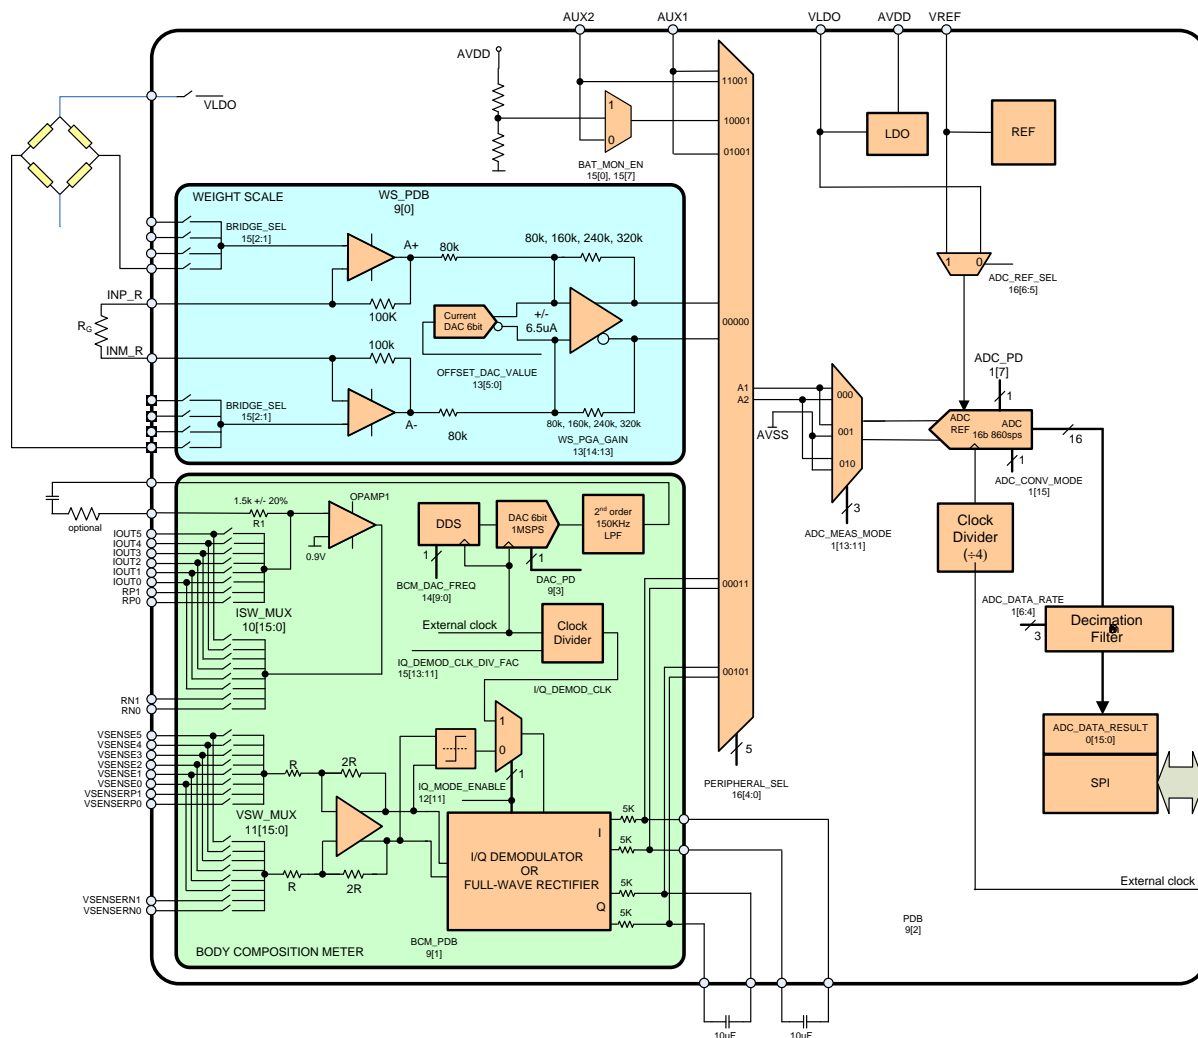 AUX2
AUX1
VLDO
AVDD
VREF
AVDD
VLDO
11001
1
10001
0
01001
BAT_MON_EN
15[0], 15[7]
LDO
REF
WEIGHT SCALE
WS_PDB
9[0]
BRIDGE_SEL
15[2:1]
A+
80k
80k, 160k, 240k, 320k
1
0
ADC_REF_SEL
16[6:5]
INP_R
100K
Current
DAC 6bit
+/-
6.5uA
00000
RG
INM_R
100k
OFFSET_DAC_VALUE
13[5:0]
ADC_PD
1[7]
1
BRIDGE_SEL
15[2:1]
A-
80k
80k, 160k, 240k, 320k
WS_PGA_GAIN
13[14:13]
A1
A2
AVSS
000
001
010
ADC
REF
ADC
16b 860sps
16
1
ADC_CONV_MODE
1[15]
3
ADC_MEAS_MODE
1[13:11]
optional
1.5k +/- 20%
R1
OPAMP1
0.9V
DDS
DAC 6bit
1MSPS
2nd order
150KHz
LPF
Clock
Divider
(÷4)
IOUT5
IOUT4
IOUT3
IOUT2
IOUT1
IOUT0
RP1
RP0
1
BCM_DAC_FREQ
14[9:0]
1
DAC_PD
9[3]
00011
ISW_MUX
10[15:0]
External clock
Clock
Divider
IQ_DEMOD_CLK_DIV_FAC
15[13:11]
I/Q_DEMOD_CLK
00101
ADC_DATA_RATE
1[6:4]
3
Decimation
Filter
RN1
RN0
VSENSE5
VSENSE4
VSENSE3
VSENSE2
VSENSE1
VSENSE0
VSENSERP1
VSENSERP0
1
0
1
IQ_MODE_ENABLE
12[11]
5
PERIPHERAL_SEL
16[4:0]
ADC_DATA_RESULT
0[15:0]
SPI
R
2R
VSW_MUX
11[15:0]
R
2R
I/Q DEMODULATOR
OR
FULL-WAVE RECTIFIER
I
Q
5K
5K
5K
5K
VSENSERN1
VSENSERN0
External clock
PDB
9[2]
BCM_PDB
9[1]
BODY COMPOSITION METER
10uF
10uF